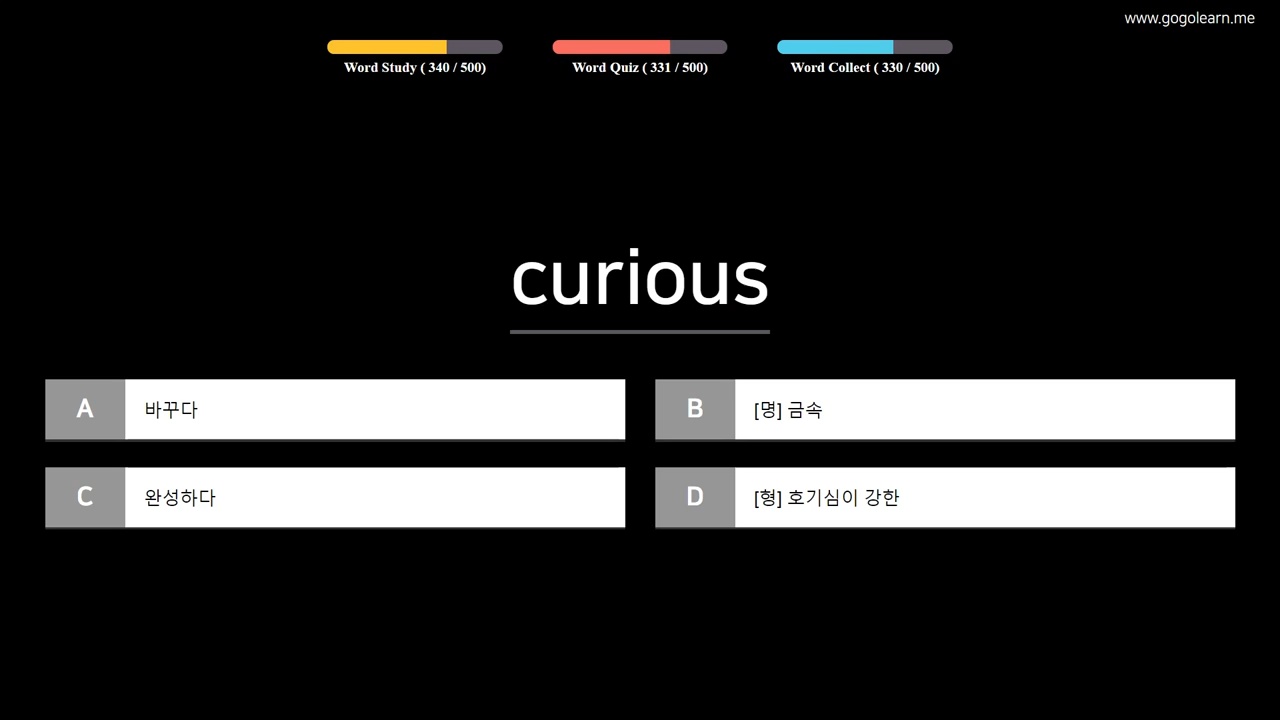 www.gogolearn.me
Word Study ( 340 / 500)
Word Quiz ( 331 / 500)
Word Collect ( 330 / 500)
curious
A 바꾸다
B [명] 금속
C 완성하다
D [형] 호기심이 강한